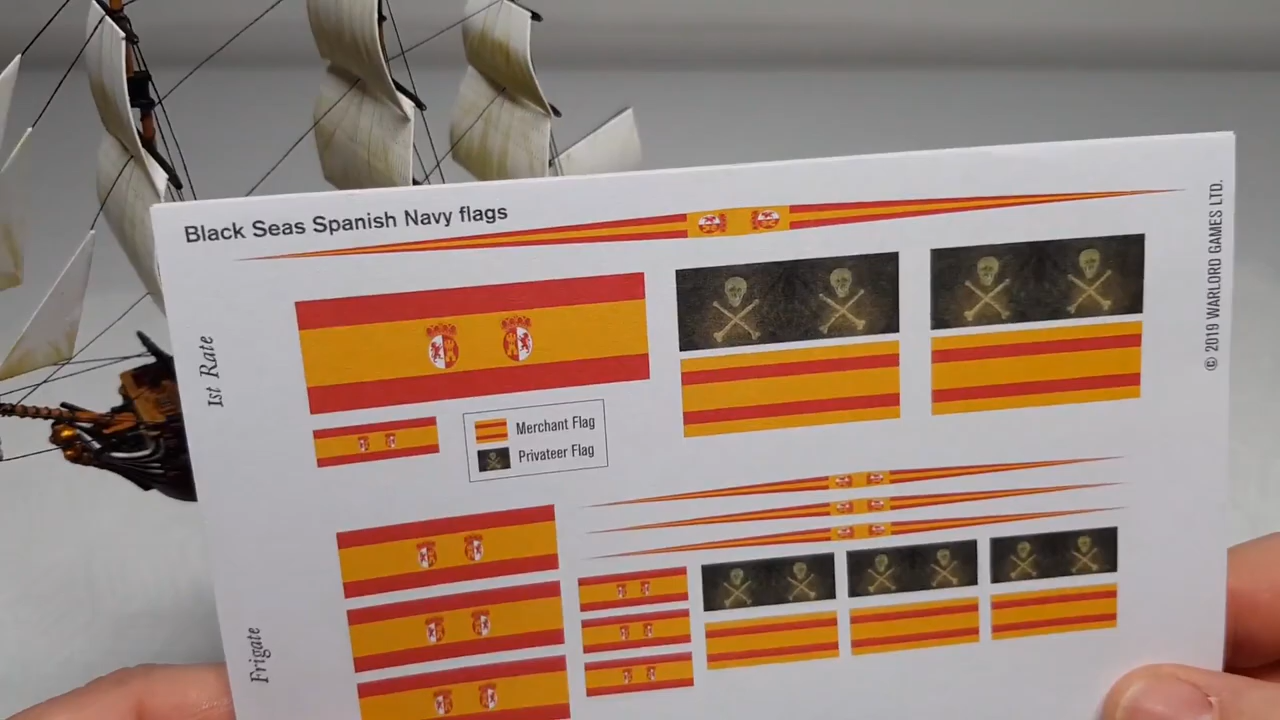 Black Seas Spanish Navy flags
© 2019 WARLORD GAMES LTD.
1st Rate
Merchant Flag
Privateer Flag
Frigate